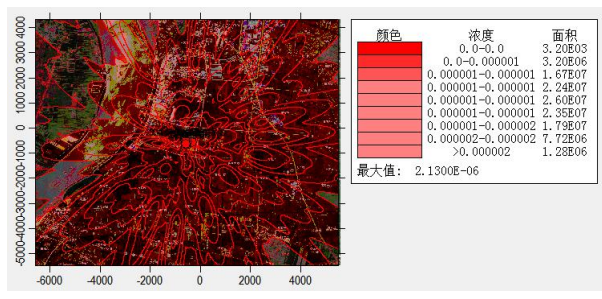 颜色 浓度 面积
0.0-0.0 3.20E03
0.0-0.000001 3.20E06
0.000001-0.000001 1.67E07
0.000001-0.000001 2.24E07
0.000001-0.000001 2.60E07
0.000001-0.000001 2.35E07
0.000001-0.000002 1.79E07
0.000002-0.000002 7.72E06
>0.000002 1.28E06
最大值: 2.1300E-06
4000
3000
2000
1000
0
-1000
-2000
-3000
-4000
-5000
-6000 -4000 -2000 0 2000 4000